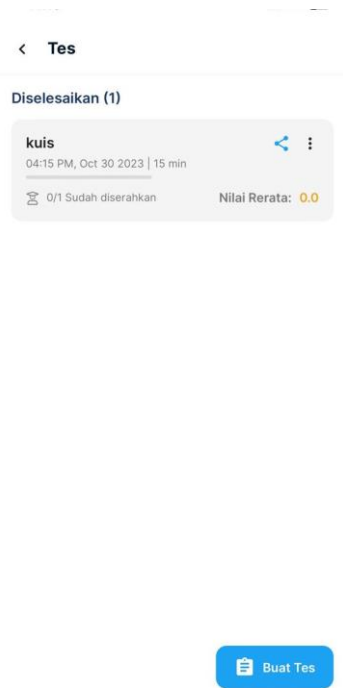 Tes
Diselesaikan (1)
kuis
04:15 PM, Oct 30 2023 | 15 min
0/1 Sudah diserahkan
Nilai Rerata: 0.0
Buat Tes